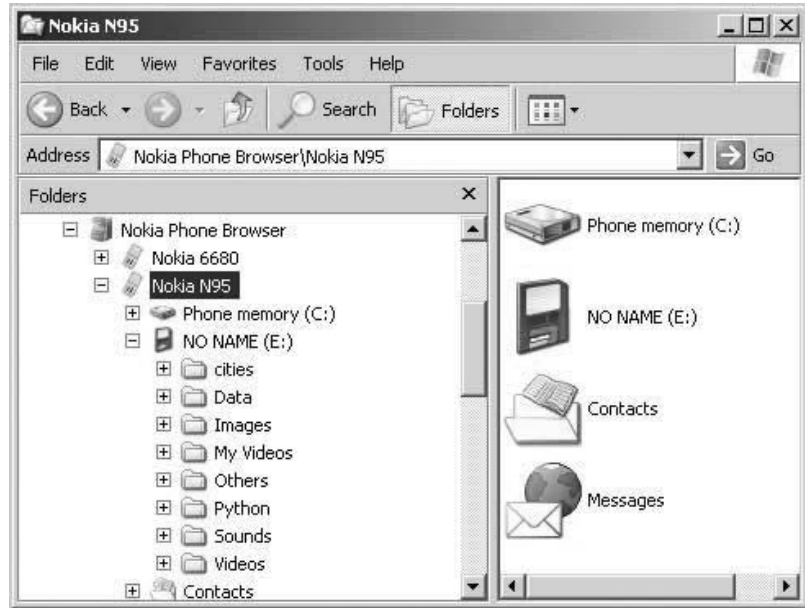 Nokia N95
File Edit View Favorites Tools Help
Back Search Folders
Address Nokia Phone Browser\Nokia N95 Go
Folders
Nokia Phone Browser
Nokia 6680
Nokia N95
Phone memory (C:)
NO NAME (E:)
cities
Data
Images
My Videos
Others
Python
Sounds
Videos
Contacts
Phone memory (C:)
NO NAME (E:)
Contacts
Messages